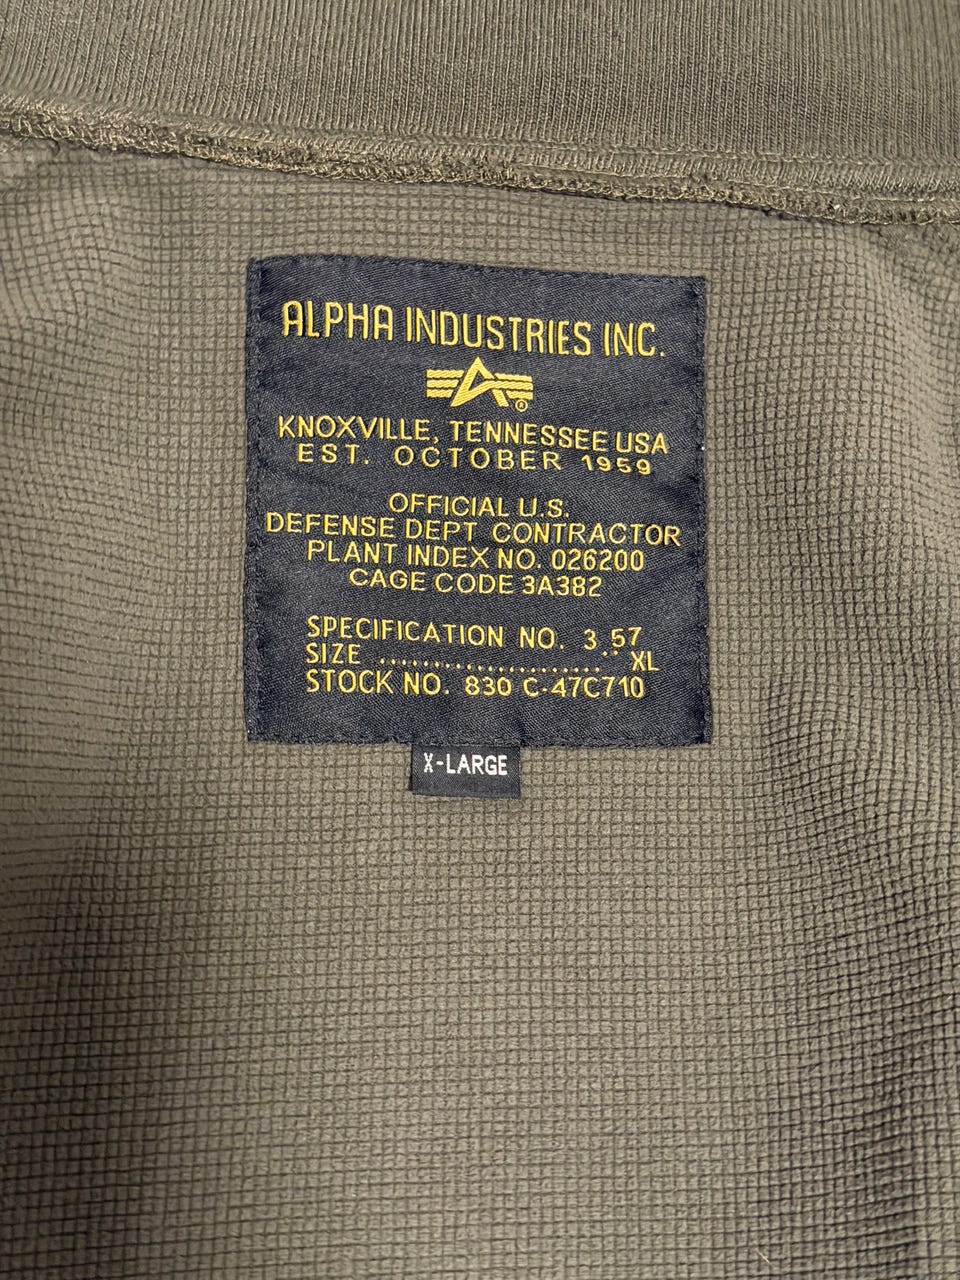 ALPHA INDUSTRIES INC.
A®
KNOXVILLE, TENNESSEE USA
EST. OCTOBER 1959
OFFICIAL U.S.
DEFENSE DEPT CONTRACTOR
PLANT INDEX NO. 026200
CAGE CODE 3A382
SPECIFICATION NO. 3.57
SIZE ........................ XL
STOCK NO. 830 C-47C710
X-LARGE